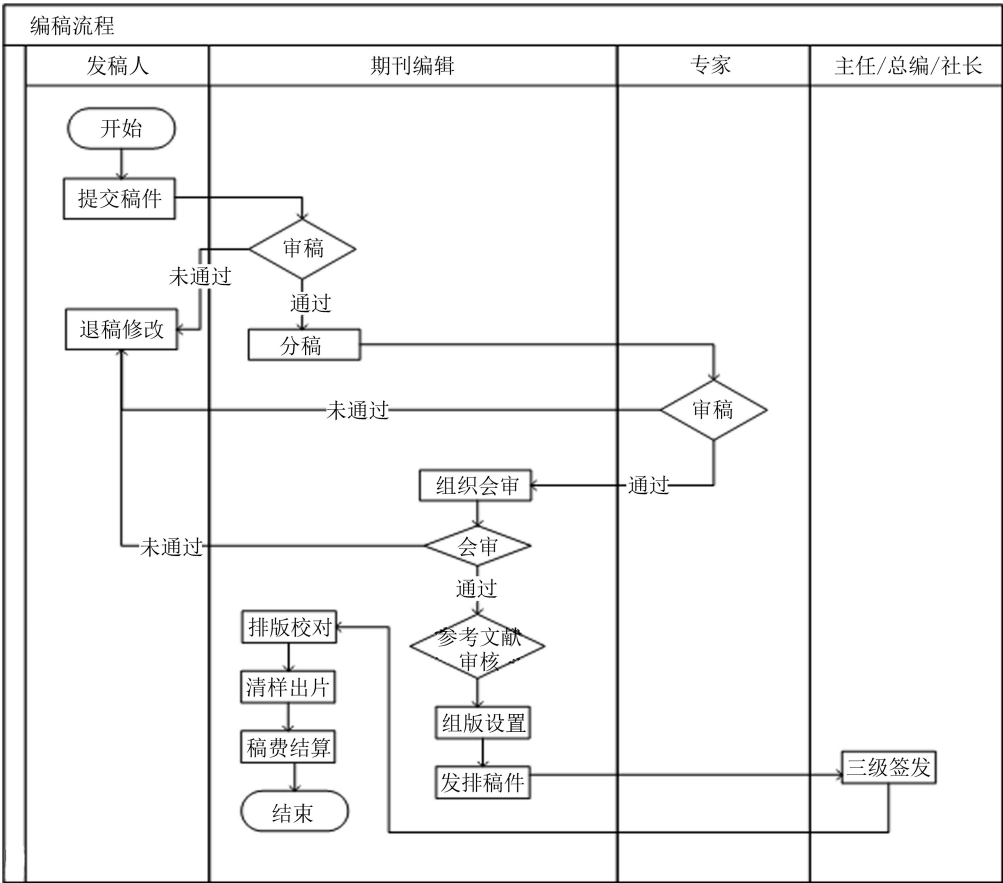 编稿流程
发稿人
期刊编辑
专家
主任/总编/社长
开始
提交稿件
审稿
未通过
通过
退稿修改
分稿
未通过
审稿
组织会审
通过
未通过
会审
通过
排版校对
参考文献
审核
清样出片
组版设置
稿费结算
三级签发
发排稿件
结束